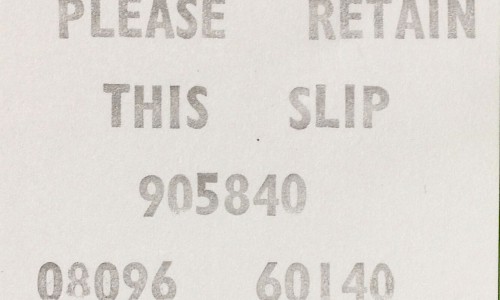 PLEASE RETAIN
THIS SLIP
905840
08096 60140